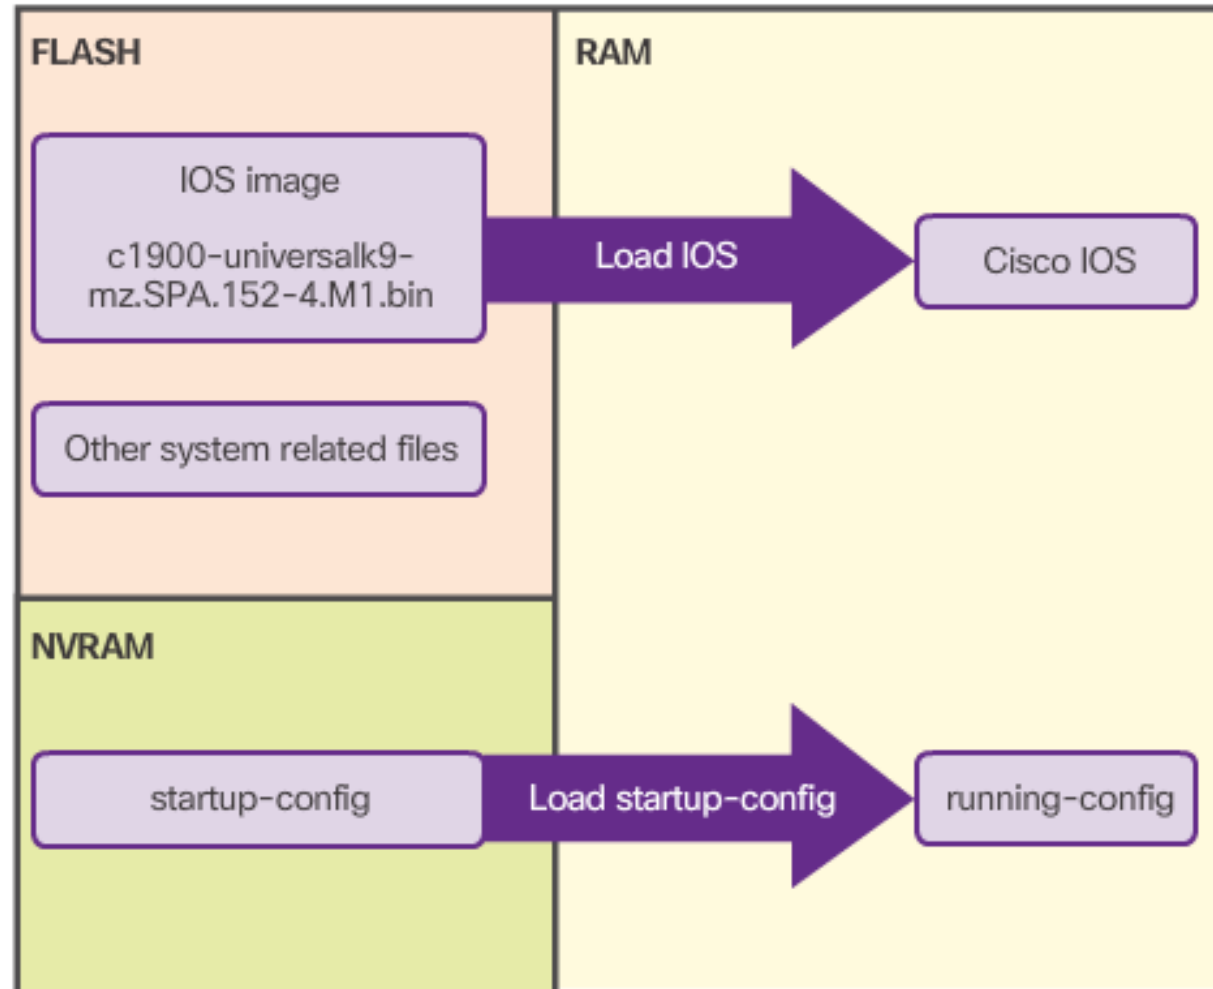 FLASH
IOS image
c1900-universalk9-
mz.SPA.152-4.M1.bin
Other system related files
NVRAM
startup-config
RAM
Load IOS
Cisco IOS
Load startup-config
running-config